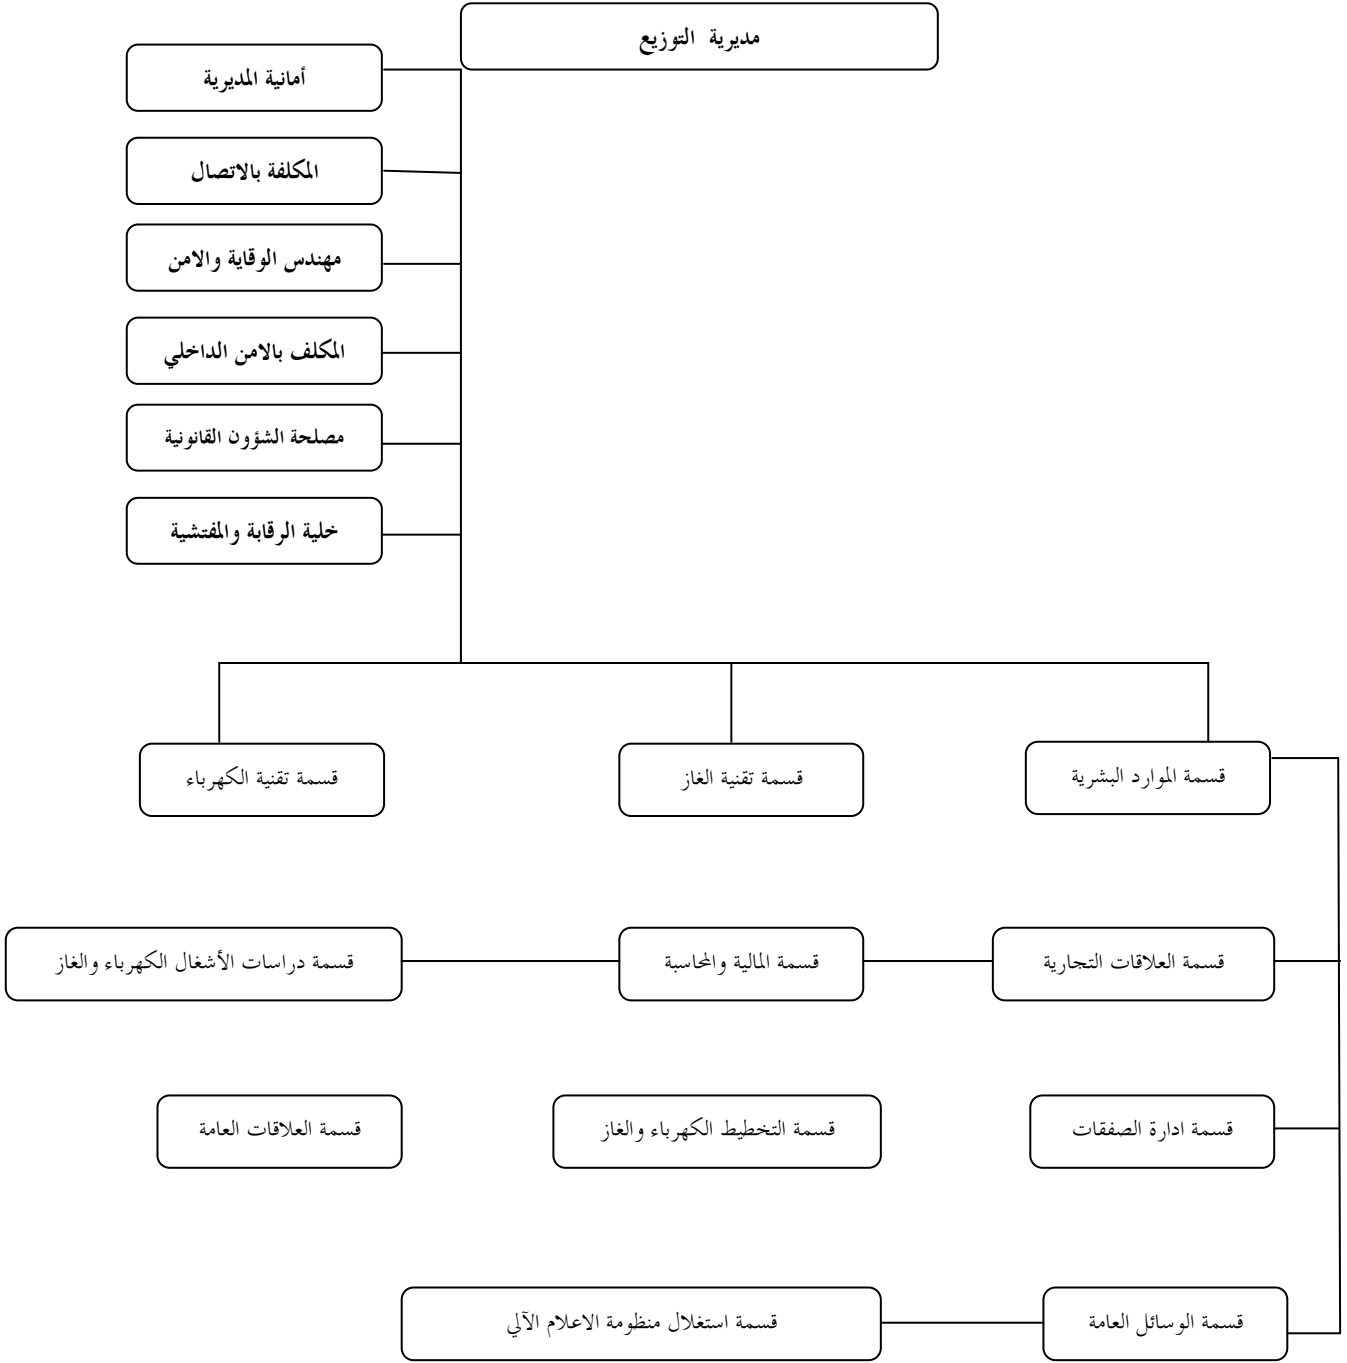 مديرية التوزيع
أمانية المديرية
المكلفة بالاتصال
مهندس الوقاية والامن
المكلف بالامن الداخلي
مصلحة الشؤون القانونية
خلية الرقابة والمفتشية
قسمة الموارد البشرية
قسمة تقنية الغاز
قسمة تقنية الكهرباء
قسمة العلاقات التجارية
قسمة المالية والمحاسبة
قسمة دراسات الأشغال الكهرباء والغاز
قسمة ادارة الصفقات
قسمة التخطيط الكهرباء والغاز
قسمة العلاقات العامة
قسمة الوسائل العامة
قسمة استغلال منظومة الاعلام الآلي